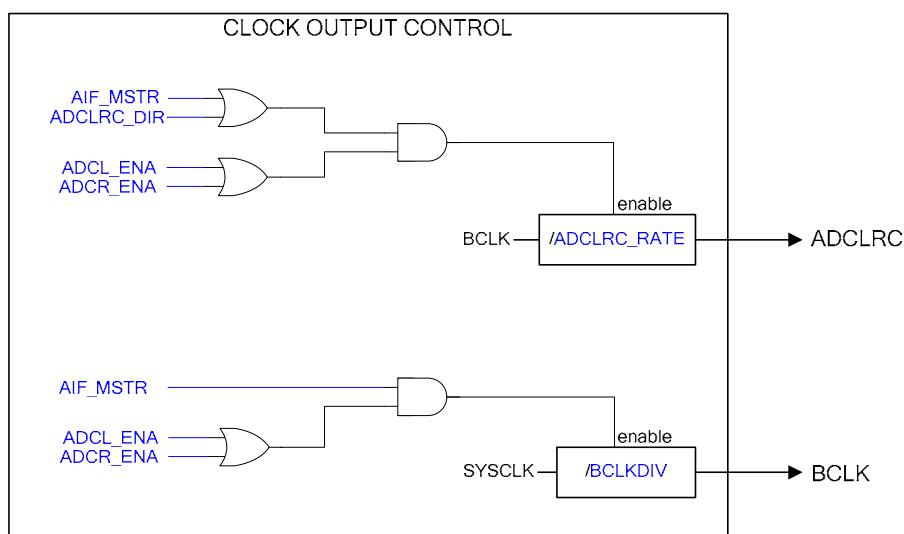 CLOCK OUTPUT CONTROL
AIF_MSTR
ADCLRC_DIR
ADCL_ENA
ADCR_ENA
enable
BCLK
/ADCLRC_RATE
ADCLRC
AIF_MSTR
ADCL_ENA
ADCR_ENA
enable
SYSCLK
/BCLKDIV
BCLK